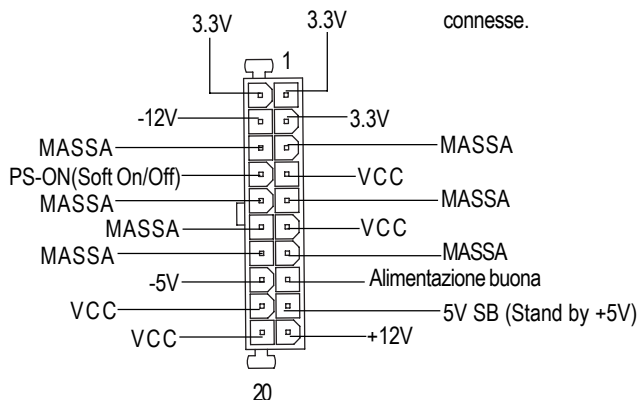 3.3V 3.3V connesse.
1
-12V 3.3V
MASSA MASSA
PS-ON(Soft On/Off) VCC
MASSA MASSA
MASSA VCC
MASSA MASSA
-5V Alimentazione buona
VCC 5V SB (Stand by +5V)
VCC +12V
20